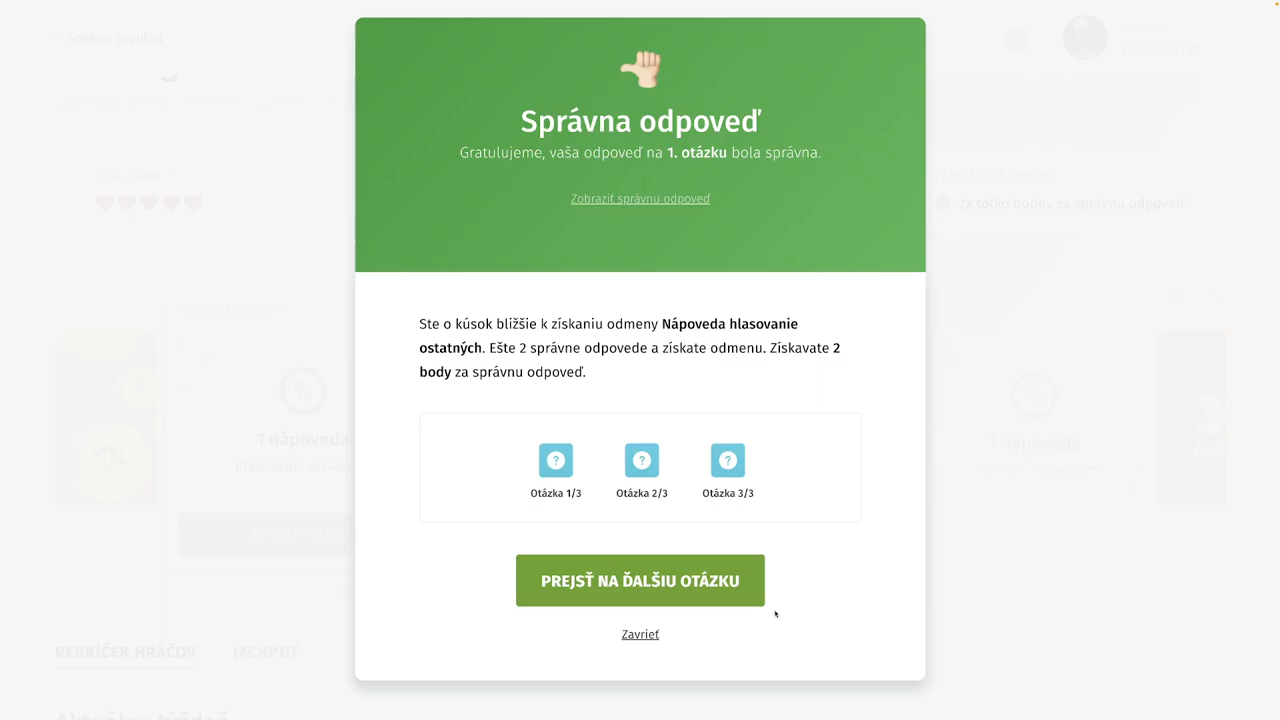 Späť na prehľad
Správna odpoveď
Gratulujeme, vaša odpoveď na 1. otázku bola správna.
Zobraziť správnu odpoveď
2x toľko bodov za správnu odpoveď
Ste o kúsok bližšie k získaniu odmeny Nápoveda hlasovanie
ostatných. Ešte 2 správne odpovede a získate odmenu. Získavate 2
body za správnu odpoveď.
1 nápoveda
1 nápoveda
? ? ?
Otázka 1/3 Otázka 2/3 Otázka 3/3
PREJSŤ NA ĎALŠIU OTÁZKU
Zavrieť
REBRÍČEK HRÁČOV JACKPOT
Aktuálny týždeň